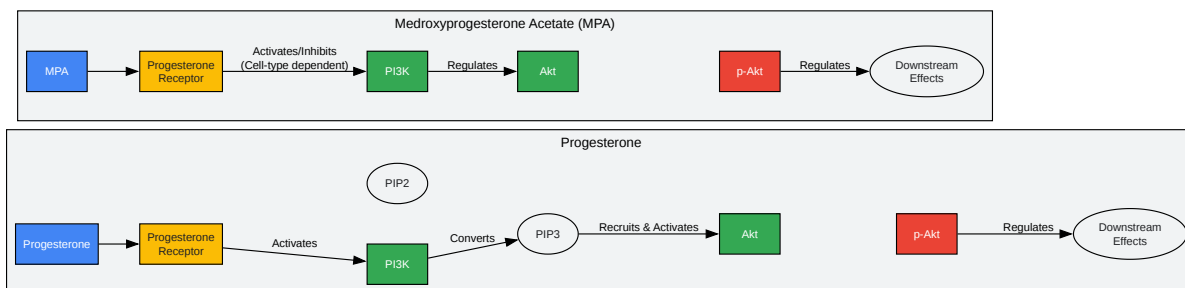 Medroxyprogesterone Acetate (MPA)
MPA
Progesterone
Receptor
Activates/Inhibits
(Cell-type dependent)
PI3K
Regulates
Akt
p-Akt
Regulates
Downstream
Effects
Progesterone
PIP2
Progesterone
Progesterone
Receptor
Activates
PI3K
Converts
PIP3
Recruits & Activates
Akt
p-Akt
Regulates
Downstream
Effects